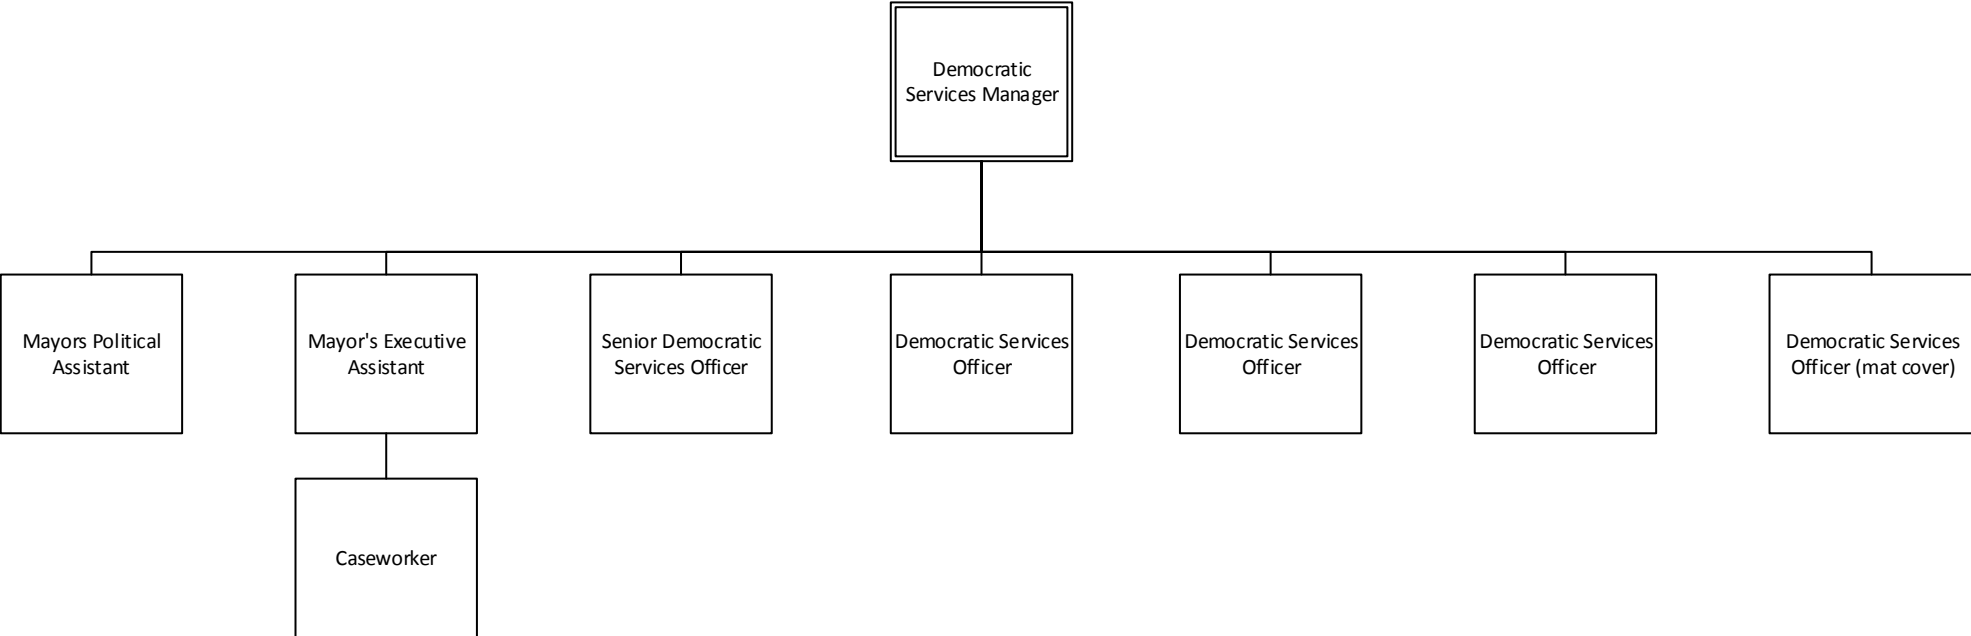 Democratic
Services Manager
Mayors Political
Assistant
Mayor's Executive
Assistant
Senior Democratic
Services Officer
Democratic Services
Officer
Democratic Services
Officer
Democratic Services
Officer
Democratic Services
Officer (mat cover)
Caseworker